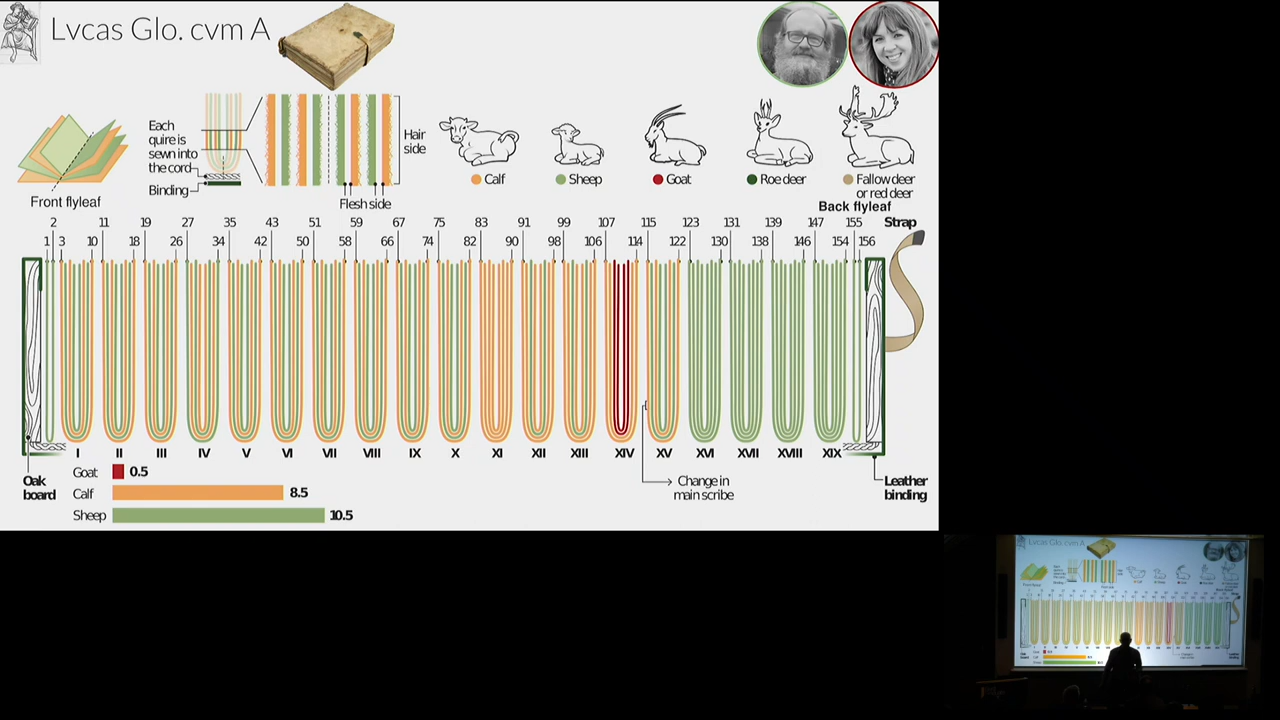 Lvcas Glo. cvm A
Each
quire is
sewn into
the cord
Binding
Hair
side
Flesh side
Front flyleaf
Calf
Sheep
Goat
Roe deer
Fallow deer
or red deer
Back flyleaf
Strap
2 11 19 27 35 43 51 59 67 75 83 91 99 107 115 123 131 139 147 155
1 3 10 18 26 34 42 50 58 66 74 82 90 98 106 114 122 130 138 146 154 156
I II III IV V VI VII VIII IX X XI XII XIII XIV XV XVI XVII XVIII XIX
Oak
board
Goat 0.5
Calf 8.5
Sheep 10.5
Change in
main scribe
Leather
binding
Lvcas Glo. cvm A